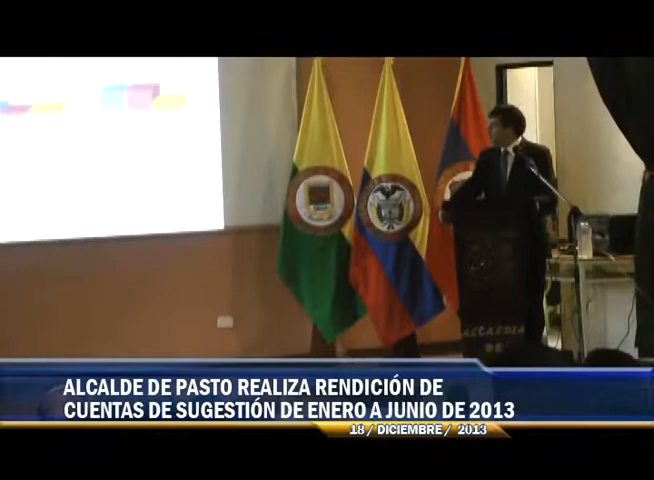 ALCALDIA
DE
ALCALDE DE PASTO REALIZA RENDICIÓN DE
CUENTAS DE SUGESTIÓN DE ENERO A JUNIO DE 2013
18 / DICIEMBRE / 2013